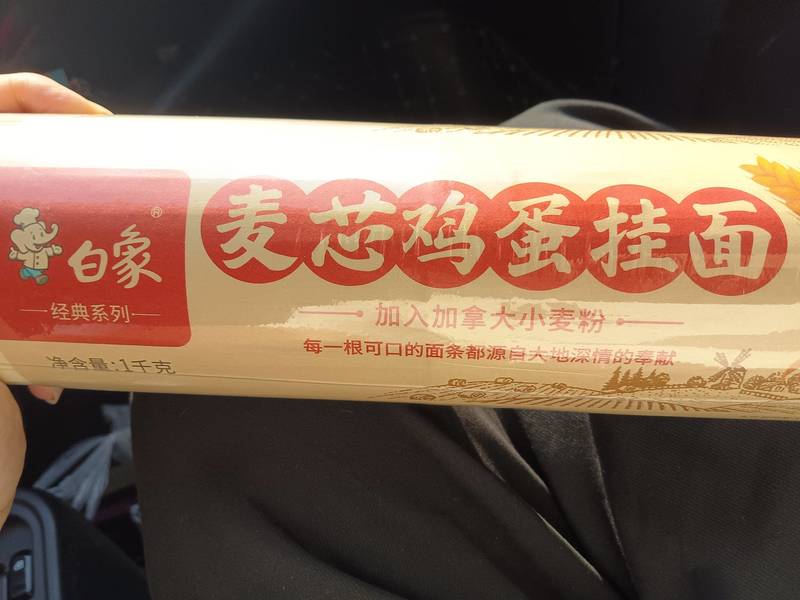 白象®
经典系列
净含量:1千克
麦芯鸡蛋挂面
加入加拿大小麦粉
每一根可口的面条都源自大地深情的奉献